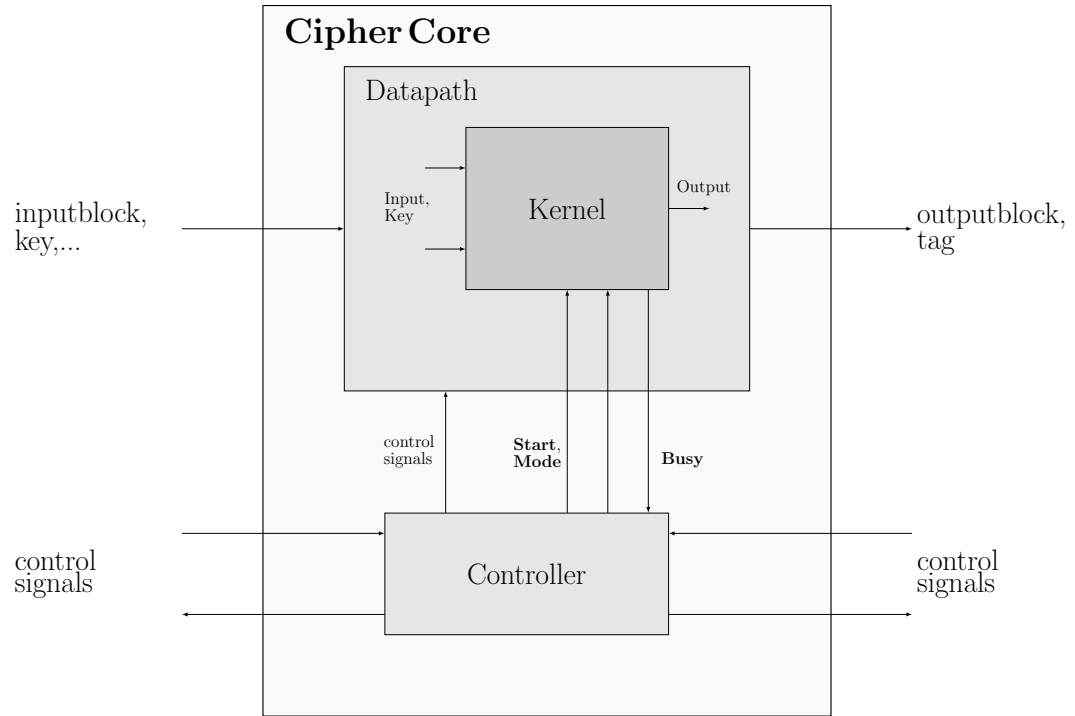 Cipher Core
Datapath
Input,
Key
Kernel
Output
inputblock,
key,...
outputblock,
tag
control
signals
Start,
Mode
Busy
control
signals
Controller
control
signals